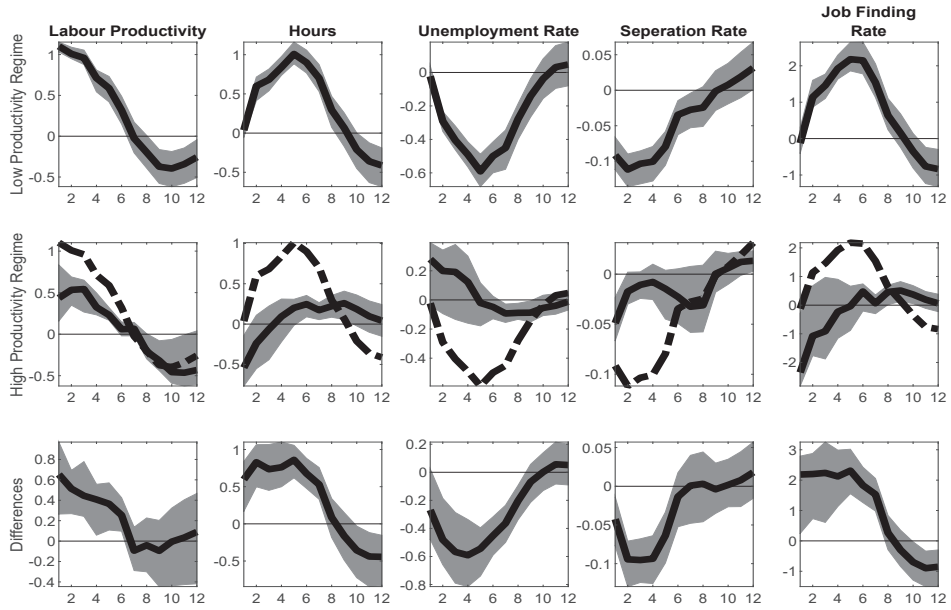 Labour Productivity
Hours
Unemployment Rate
Seperation Rate
Job Finding
Rate
Low Productivity Regime
1
0.5
0
-0.5
2 4 6 8 10 12
1
0.5
0
-0.5
2 4 6 8 10 12
0
-0.2
-0.4
-0.6
2 4 6 8 10 12
0.05
0
-0.05
-0.1
2 4 6 8 10 12
2
1
0
-1
2 4 6 8 10 12
High Productivity Regime
1
0.5
0
-0.5
2 4 6 8 10 12
1
0.5
0
-0.5
2 4 6 8 10 12
0.2
0
-0.2
-0.4
2 4 6 8 10 12
0
-0.05
-0.1
2 4 6 8 10 12
2
1
0
-1
-2
2 4 6 8 10 12
Differences
0.8
0.6
0.4
0.2
0
-0.2
-0.4
2 4 6 8 10 12
1
0.5
0
-0.5
2 4 6 8 10 12
0.2
0
-0.2
-0.4
-0.6
-0.8
2 4 6 8 10 12
0.05
0
-0.05
-0.1
2 4 6 8 10 12
3
2
1
0
-1
2 4 6 8 10 12